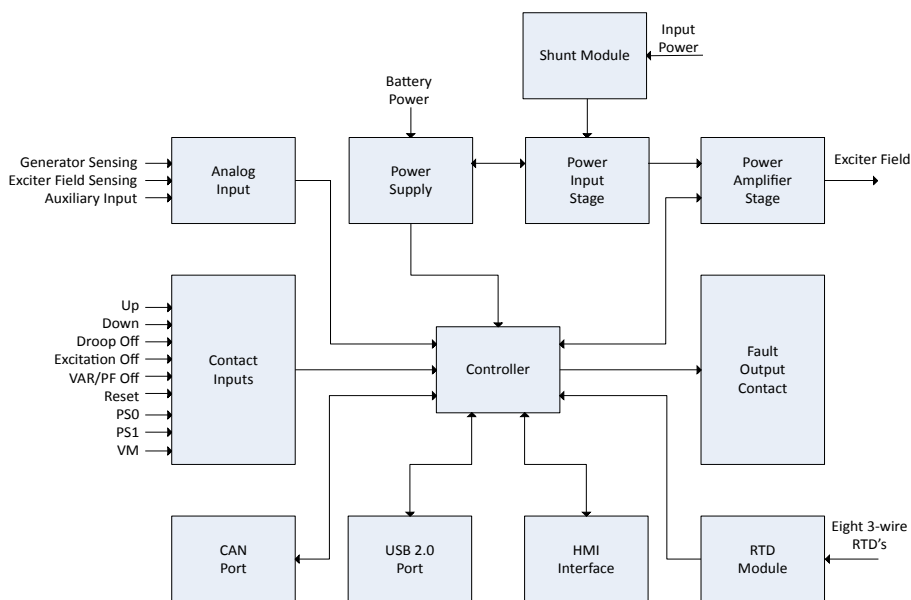 Shunt Module
Input
Power
Battery
Power
Generator Sensing
Exciter Field Sensing
Auxiliary Input
Analog
Input
Power
Supply
Power
Input
Stage
Power
Amplifier
Stage
Exciter Field
Up
Down
Droop Off
Excitation Off
VAR/PF Off
Reset
PS0
PS1
VM
Contact
Inputs
Controller
Fault
Output
Contact
CAN
Port
USB 2.0
Port
HMI
Interface
RTD
Module
Eight 3-wire
RTD's